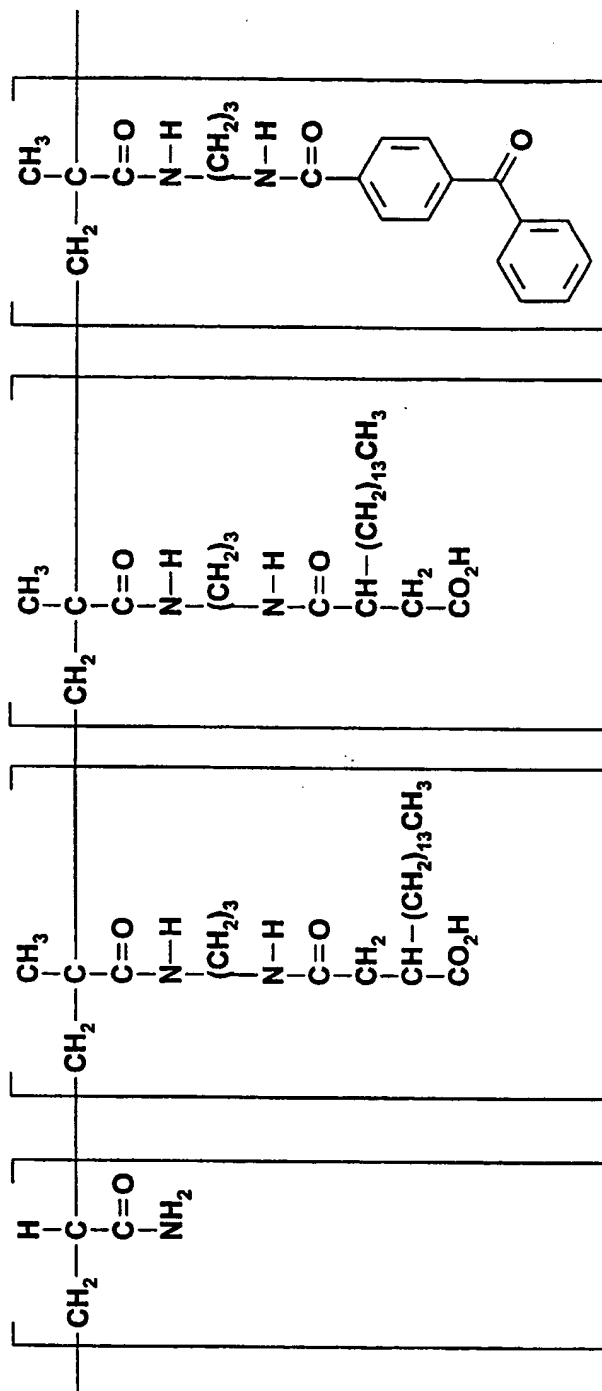 H
CH₂—C
C=O
NH₂
CH₃
CH₂—C
C=O
N—H
(CH₂)₃
N—H
C=O
CH₂
CH—(CH₂)₁₃CH₃
CO₂H
CH₃
CH₂—C
C=O
N—H
(CH₂)₃
N—H
C=O
CH—(CH₂)₁₃CH₃
CH₂
CO₂H
CH₃
CH₂—C
C=O
N—H
(CH₂)₃
N—H
C=O
O